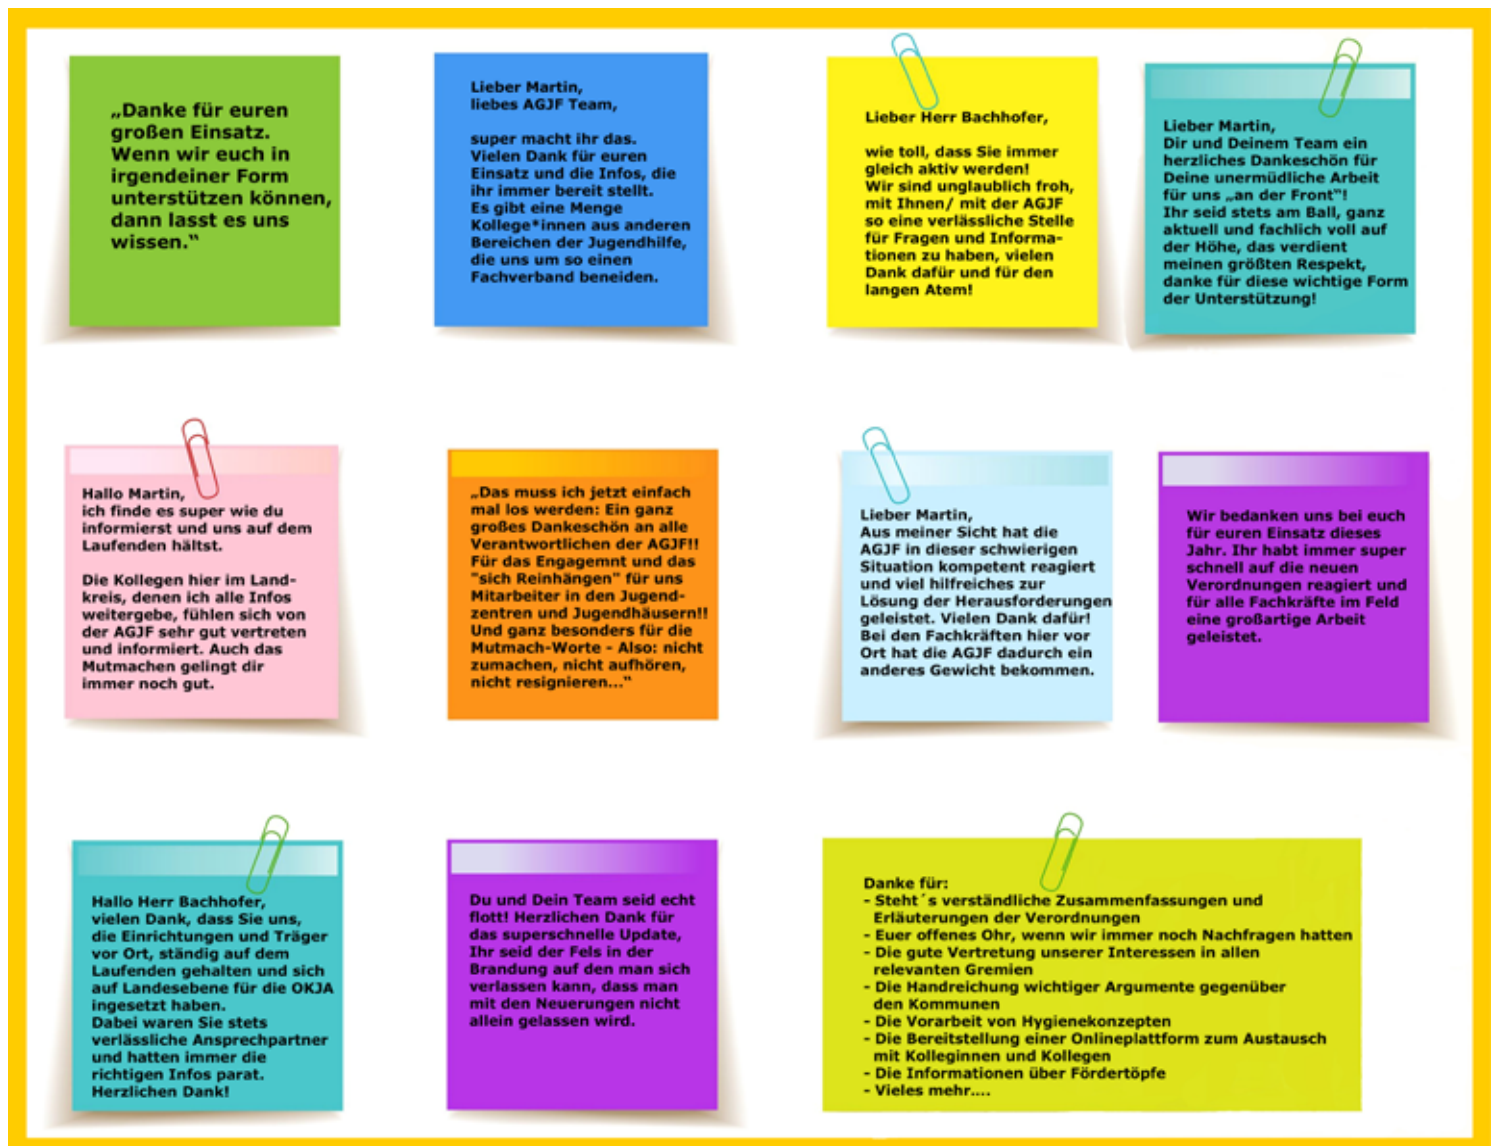 „Danke für euren
großen Einsatz.
Wenn wir euch in
irgendeiner Form
unterstützen können,
dann lasst es uns
wissen.“
Lieber Martin,
liebes AGJF Team,
super macht ihr das.
Vielen Dank für euren
Einsatz und die Infos, die
ihr immer bereit stellt.
Es gibt eine Menge
Kollege*innen aus anderen
Bereichen der Jugendhilfe,
die uns um so einen
Fachverband beneiden.
Lieber Herr Bachhofer,
wie toll, dass Sie immer
gleich aktiv werden!
Wir sind unglaublich froh,
mit Ihnen/ mit der AGJF
so eine verlässliche Stelle
für Fragen und Informa-
tionen zu haben, vielen
Dank dafür und für den
langen Atem!
Lieber Martin,
Dir und Deinem Team ein
herzliches Dankeschön für
Deine unermüdliche Arbeit
für uns „an der Front“!
Ihr seid stets am Ball, ganz
aktuell und fachlich voll auf
der Höhe, das verdient
meinen größten Respekt,
danke für diese wichtige Form
der Unterstützung!
Hallo Martin,
ich finde es super wie du
informierst und uns auf dem
Laufenden hältst.
Die Kollegen hier im Land-
kreis, denen ich alle Infos
weitergebe, fühlen sich von
der AGJF sehr gut vertreten
und informiert. Auch das
Mutmachen gelingt dir
immer noch gut.
„Das muss ich jetzt einfach
mal los werden: Ein ganz
großes Dankeschön an alle
Verantwortlichen der AGJF!!
Für das Engagemnt und das
"sich Reinhängen" für uns
Mitarbeiter in den Jugend-
zentren und Jugendhäusern!!
Und ganz besonders für die
Mutmach-Worte - Also: nicht
zumachen, nicht aufhören,
nicht resignieren...“
Lieber Martin,
Aus meiner Sicht hat die
AGJF in dieser schwierigen
Situation kompetent reagiert
und viel hilfreiches zur
Lösung der Herausforderungen
geleistet. Vielen Dank dafür!
Bei den Fachkräften hier vor
Ort hat die AGJF dadurch ein
anderes Gewicht bekommen.
Wir bedanken uns bei euch
für euren Einsatz dieses
Jahr. Ihr habt immer super
schnell auf die neuen
Verordnungen reagiert und
für alle Fachkräfte im Feld
eine großartige Arbeit
geleistet.
Hallo Herr Bachhofer,
vielen Dank, dass Sie uns,
die Einrichtungen und Träger
vor Ort, ständig auf dem
Laufenden gehalten und sich
auf Landesebene für die OKJA
ingesetzt haben.
Dabei waren Sie stets
verlässliche Ansprechpartner
und hatten immer die
richtigen Infos parat.
Herzlichen Dank!
Du und Dein Team seid echt
flott! Herzlichen Dank für
das superschnelle Update,
Ihr seid der Fels in der
Brandung auf den man sich
verlassen kann, dass man
mit den Neuerungen nicht
allein gelassen wird.
Danke für:
- Steht´s verständliche Zusammenfassungen und
Erläuterungen der Verordnungen
- Euer offenes Ohr, wenn wir immer noch Nachfragen hatten
- Die gute Vertretung unserer Interessen in allen
relevanten Gremien
- Die Handreichung wichtiger Argumente gegenüber
den Kommunen
- Die Vorarbeit von Hygienekonzepten
- Die Bereitstellung einer Onlineplattform zum Austausch
mit Kolleginnen und Kollegen
- Die Informationen über Fördertöpfe
- Vieles mehr....